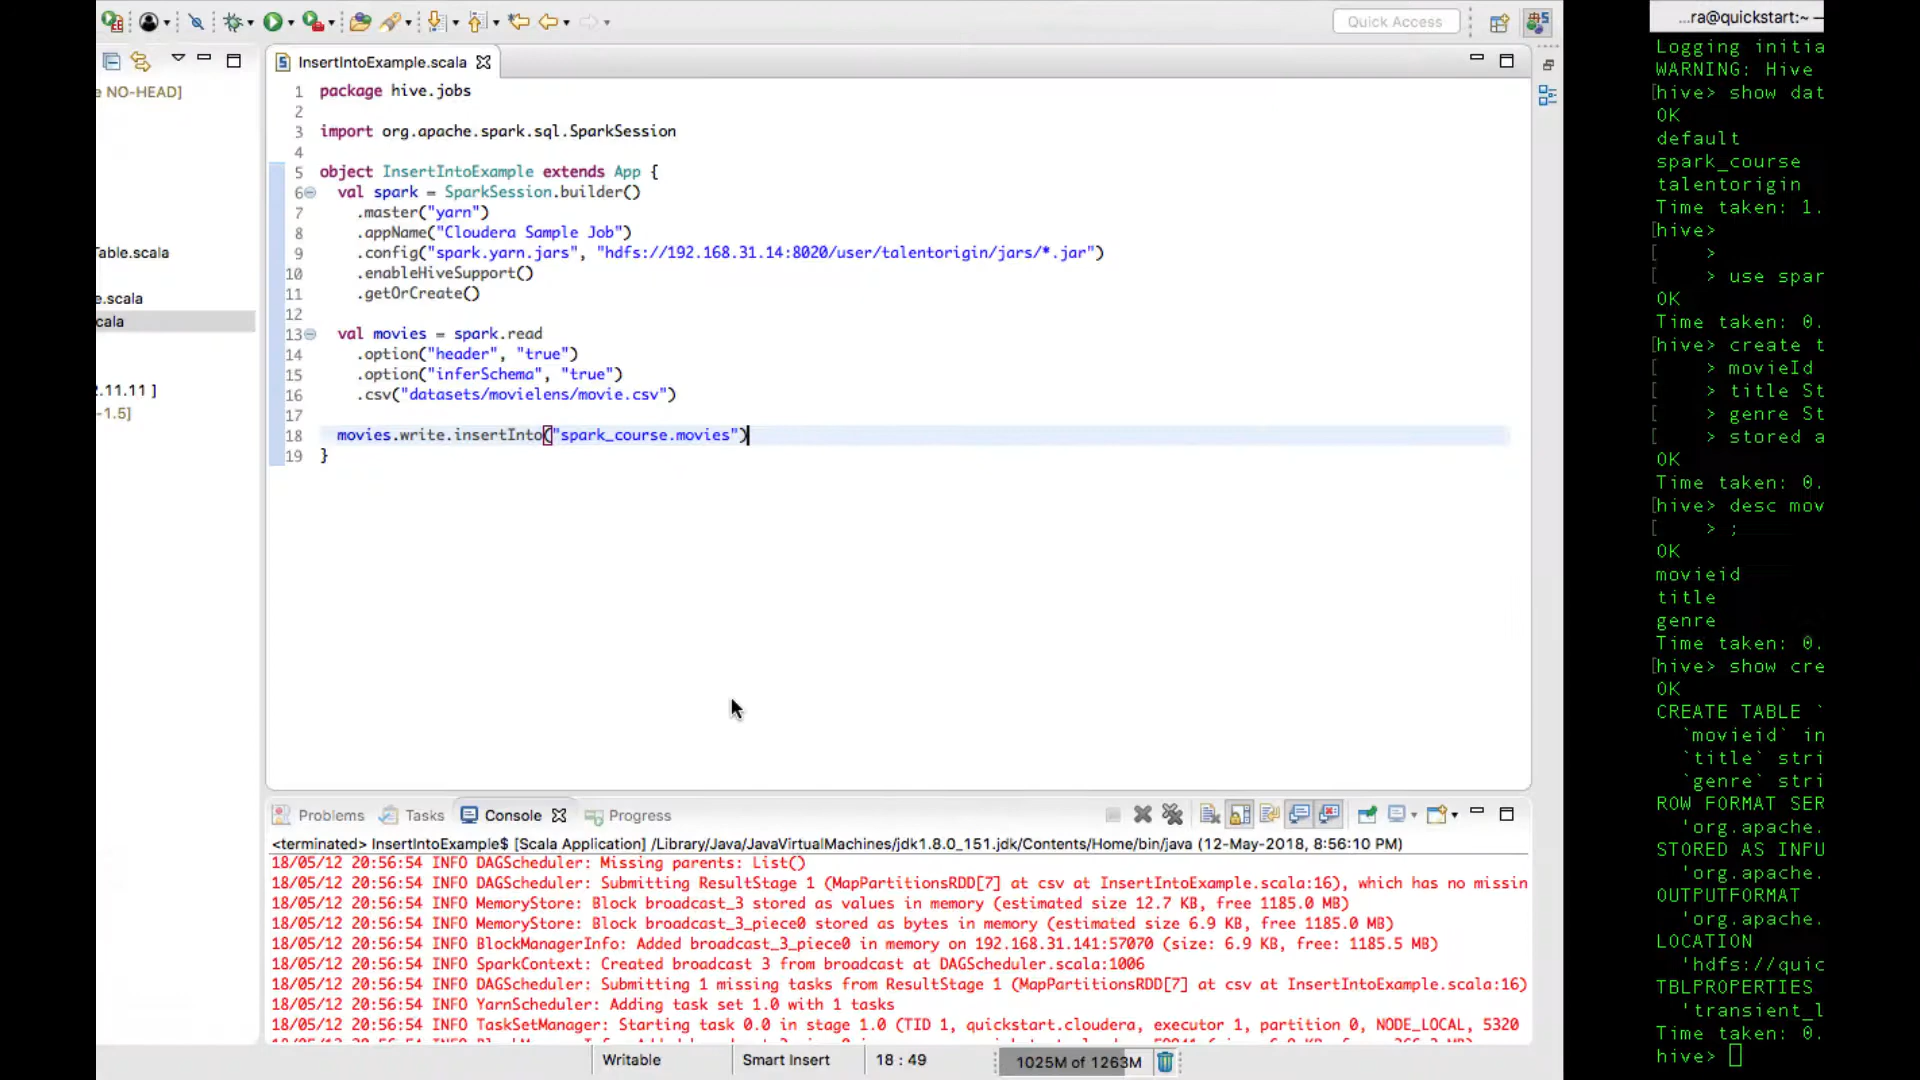 Quick Access
e NO-HEAD]
Table.scala
e.scala
cala
.11.11 ]
-1.5]
InsertIntoExample.scala
1 package hive.jobs
2
3 import org.apache.spark.sql.SparkSession
4
5 object InsertIntoExample extends App {
6 val spark = SparkSession.builder()
7 .master("yarn")
8 .appName("Cloudera Sample Job")
9 .config("spark.yarn.jars", "hdfs://192.168.31.14:8020/user/talentorigin/jars/*.jar")
10 .enableHiveSupport()
11 .getOrCreate()
12
13 val movies = spark.read
14 .option("header", "true")
15 .option("inferSchema", "true")
16 .csv("datasets/movielens/movie.csv")
17
18 movies.write.insertInto("spark_course.movies")
19 }
Problems Tasks Console Progress
<terminated> InsertIntoExample$ [Scala Application] /Library/Java/JavaVirtualMachines/jdk1.8.0_151.jdk/Contents/Home/bin/java (12-May-2018, 8:56:10 PM)
18/05/12 20:56:54 INFO DAGScheduler: Missing parents: List()
18/05/12 20:56:54 INFO DAGScheduler: Submitting ResultStage 1 (MapPartitionsRDD[7] at csv at InsertIntoExample.scala:16), which has no missin
18/05/12 20:56:54 INFO MemoryStore: Block broadcast_3 stored as values in memory (estimated size 12.7 KB, free 1185.0 MB)
18/05/12 20:56:54 INFO MemoryStore: Block broadcast_3_piece0 stored as bytes in memory (estimated size 6.9 KB, free 1185.0 MB)
18/05/12 20:56:54 INFO BlockManagerInfo: Added broadcast_3_piece0 in memory on 192.168.31.141:57070 (size: 6.9 KB, free: 1185.5 MB)
18/05/12 20:56:54 INFO SparkContext: Created broadcast 3 from broadcast at DAGScheduler.scala:1006
18/05/12 20:56:54 INFO DAGScheduler: Submitting 1 missing tasks from ResultStage 1 (MapPartitionsRDD[7] at csv at InsertIntoExample.scala:16)
18/05/12 20:56:54 INFO YarnScheduler: Adding task set 1.0 with 1 tasks
18/05/12 20:56:54 INFO TaskSetManager: Starting task 0.0 in stage 1.0 (TID 1, quickstart.cloudera, executor 1, partition 0, NODE_LOCAL, 5320
Writable Smart Insert 18 : 49 1025M of 1263M
...ra@quickstart:~ —
Logging initia
WARNING: Hive
[hive> show dat
OK
default
spark_course
talentorigin
Time taken: 1.
[hive>
[ >
[ > use spar
OK
Time taken: 0.
[hive> create t
[ > movieId
[ > title St
[ > genre St
[ > stored a
OK
Time taken: 0.
[hive> desc mov
[ > ;
OK
movieid
title
genre
Time taken: 0.
[hive> show cre
OK
CREATE TABLE `
`movieid` in
`title` stri
`genre` stri
ROW FORMAT SER
'org.apache.
STORED AS INPU
'org.apache.
OUTPUTFORMAT
'org.apache.
LOCATION
'hdfs://quic
TBLPROPERTIES
'transient_l
Time taken: 0.
hive>